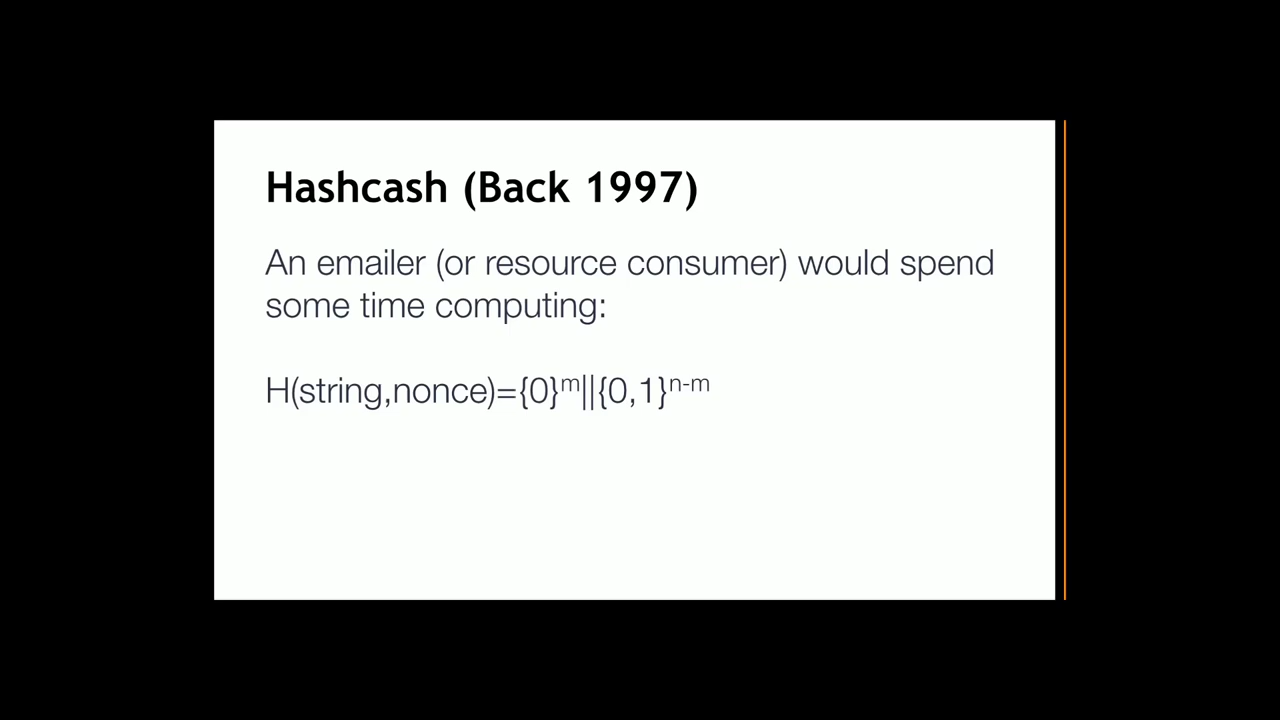 Hashcash (Back 1997)
An emailer (or resource consumer) would spend
some time computing:
H(string,nonce)={0}ᵐ||{0,1}ⁿ⁻ᵐ